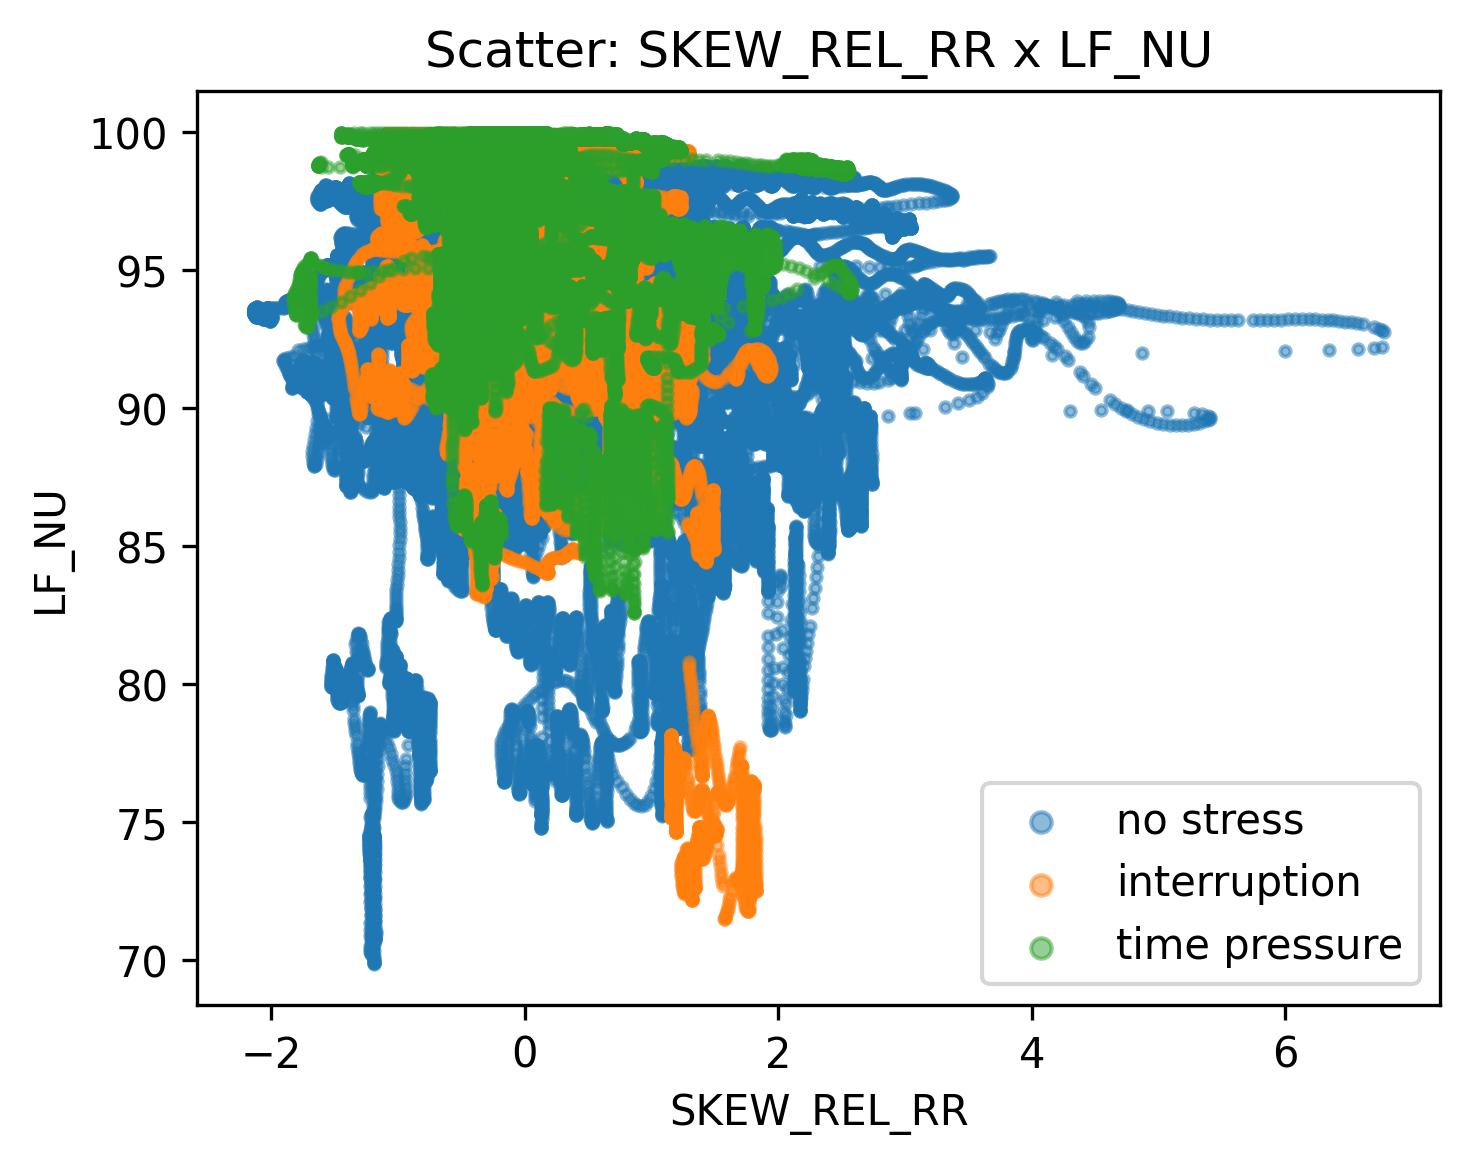 Scatter: SKEW_REL_RR x LF_NU
100
95
90
85
80
75
70
LF_NU
−2
0
2
4
6
SKEW_REL_RR
no stress
interruption
time pressure